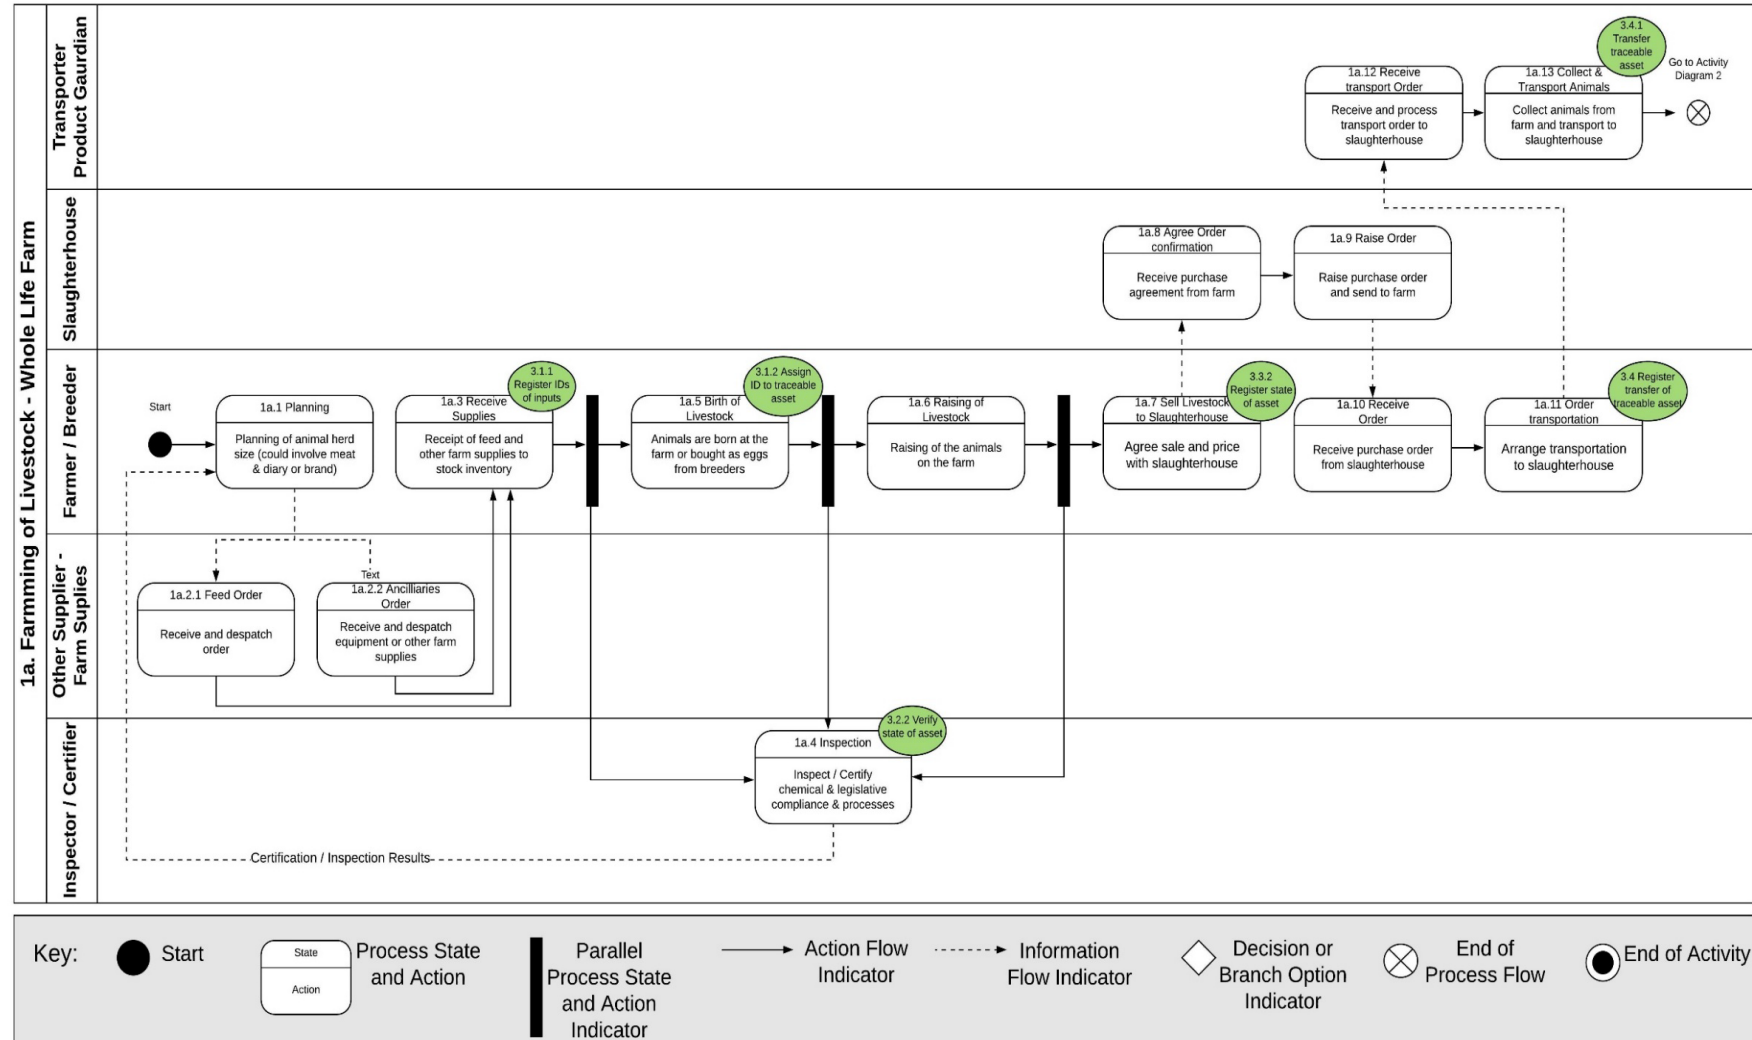 1a. Farmming of Livestock - Whole LIfe Farm
Transporter
Product Gaurdian
3.4.1
Transfer
traceable
asset
Go to Activity
Diagram 2
1a.12 Receive
transport Order
Receive and process
transport order to
slaughterhouse
1a.13 Collect &
Transport Animals
Collect animals from
farm and transport to
slaughterhouse
Slaughterhouse
1a.8 Agree Order
confirmation
Receive purchase
agreement from farm
1a.9 Raise Order
Raise purchase order
and send to farm
Farmer / Breeder
Start
1a.1 Planning
Planning of animal herd
size (could involve meat
& diary or brand)
3.1.1
Register IDs
of inputs
1a.3 Receive
Supplies
Receipt of feed and
other farm supplies to
stock inventory
3.1.2 Assign
ID to traceable
asset
1a.5 Birth of
Livestock
Animals are born at the
farm or bought as eggs
from breeders
1a.6 Raising of
Livestock
Raising of the animals
on the farm
3.3.2
Register state
of asset
1a.7 Sell Livestock
to Slaughterhouse
Agree sale and price
with slaughterhouse
1a.10 Receive
Order
Receive purchase order
from slaughterhouse
3.4 Register
transfer of
traceable asset
1a.11 Order
transportation
Arrange transportation
to slaughterhouse
Other Supplier -
Farm Suplies
1a.2.1 Feed Order
Receive and despatch
order
Text
1a.2.2 Ancilliaries
Order
Receive and despatch
equipment or other farm
supplies
Inspector / Certifier
3.2.2 Verify
state of asset
1a.4 Inspection
Inspect / Certify
chemical & legislative
compliance & processes
Certification / Inspection Results
Key:
Start
State
Action
Process State
and Action
Parallel
Process State
and Action
Indicator
Action Flow
Indicator
Information
Flow Indicator
Decision or
Branch Option
Indicator
End of
Process Flow
End of Activity